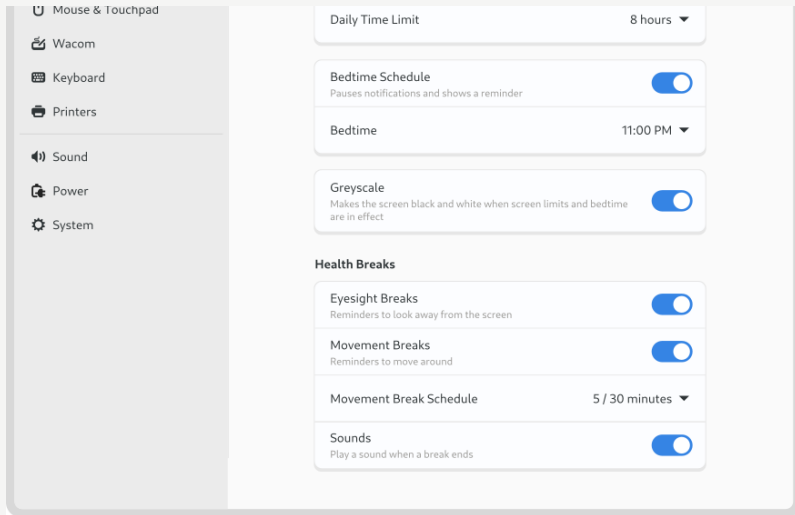 Mouse & Touchpad
Wacom
Keyboard
Printers
Sound
Power
System
Daily Time Limit
8 hours
Bedtime Schedule
Pauses notifications and shows a reminder
Bedtime
11:00 PM
Greyscale
Makes the screen black and white when screen limits and bedtime
are in effect
Health Breaks
Eyesight Breaks
Reminders to look away from the screen
Movement Breaks
Reminders to move around
Movement Break Schedule
5 / 30 minutes
Sounds
Play a sound when a break ends